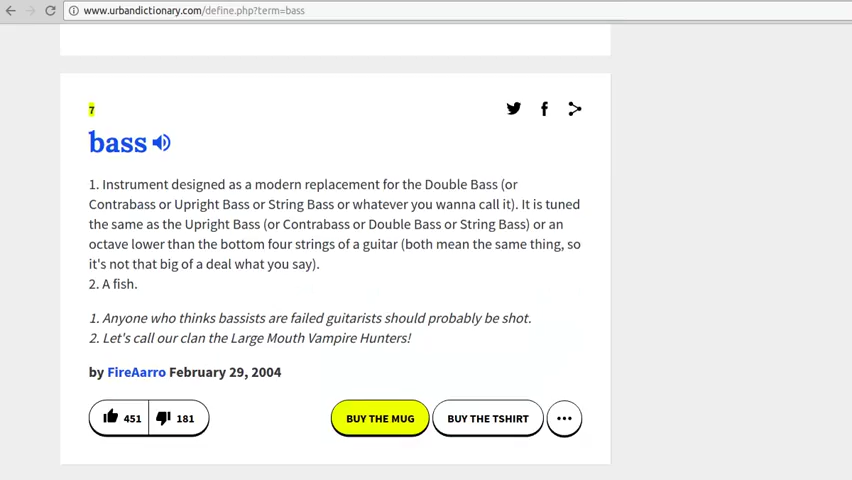 www.urbandictionary.com/define.php?term=bass
7
bass
1. Instrument designed as a modern replacement for the Double Bass (or
Contrabass or Upright Bass or String Bass or whatever you wanna call it). It is tuned
the same as the Upright Bass (or Contrabass or Double Bass or String Bass) or an
octave lower than the bottom four strings of a guitar (both mean the same thing, so
it's not that big of a deal what you say).
2. A fish.
1. Anyone who thinks bassists are failed guitarists should probably be shot.
2. Let's call our clan the Large Mouth Vampire Hunters!
by FireAarro February 29, 2004
451 181 BUY THE MUG BUY THE TSHIRT